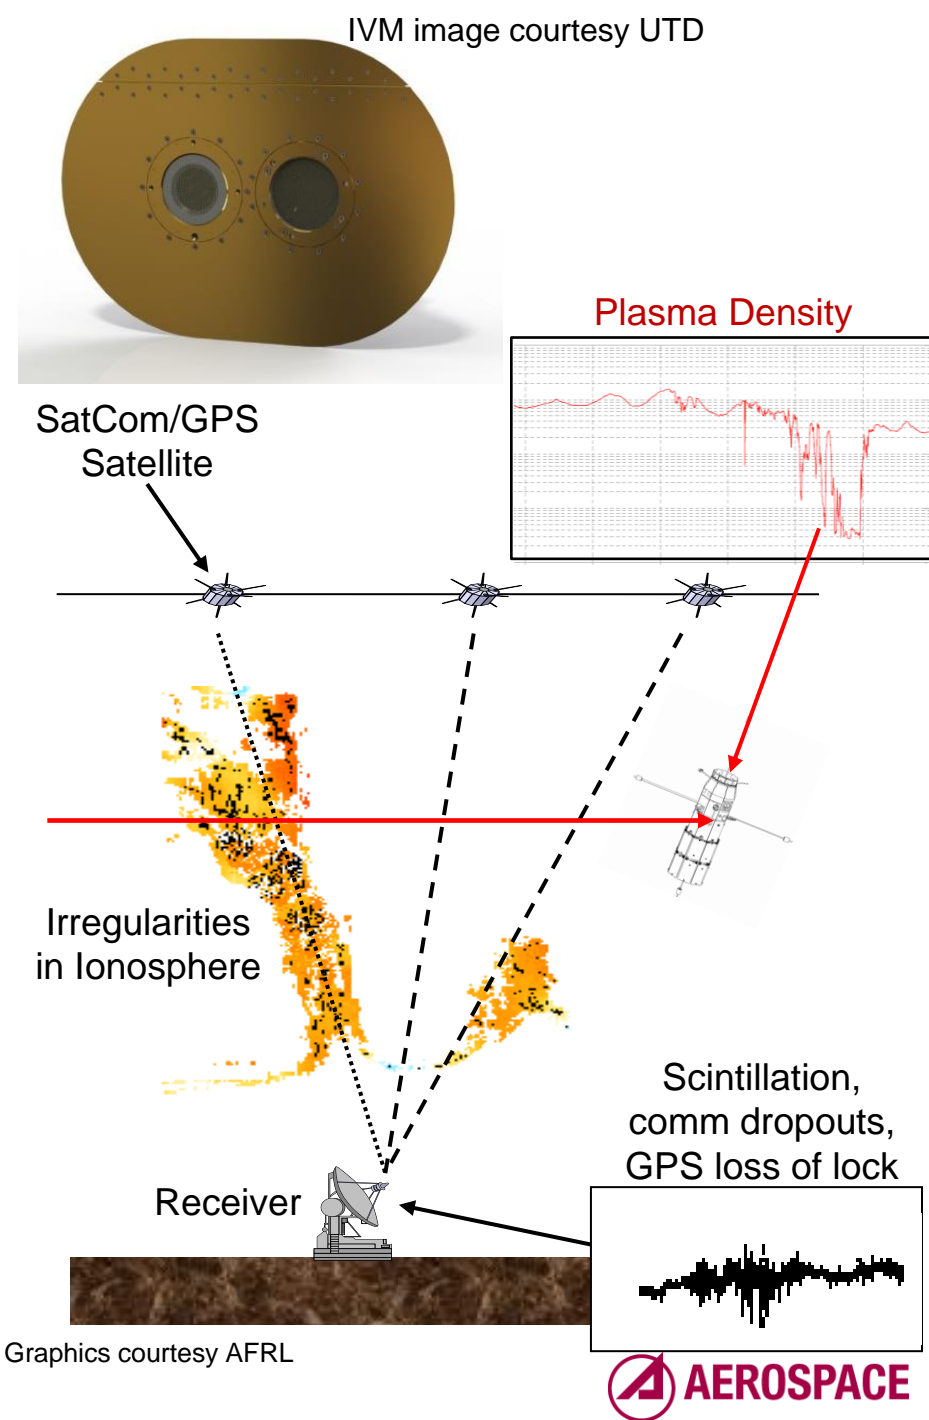 IVM image courtesy UTD
Plasma Density
SatCom/GPS
Satellite
Irregularities
in Ionosphere
Scintillation,
comm dropouts,
GPS loss of lock
Receiver
Graphics courtesy AFRL
AEROSPACE